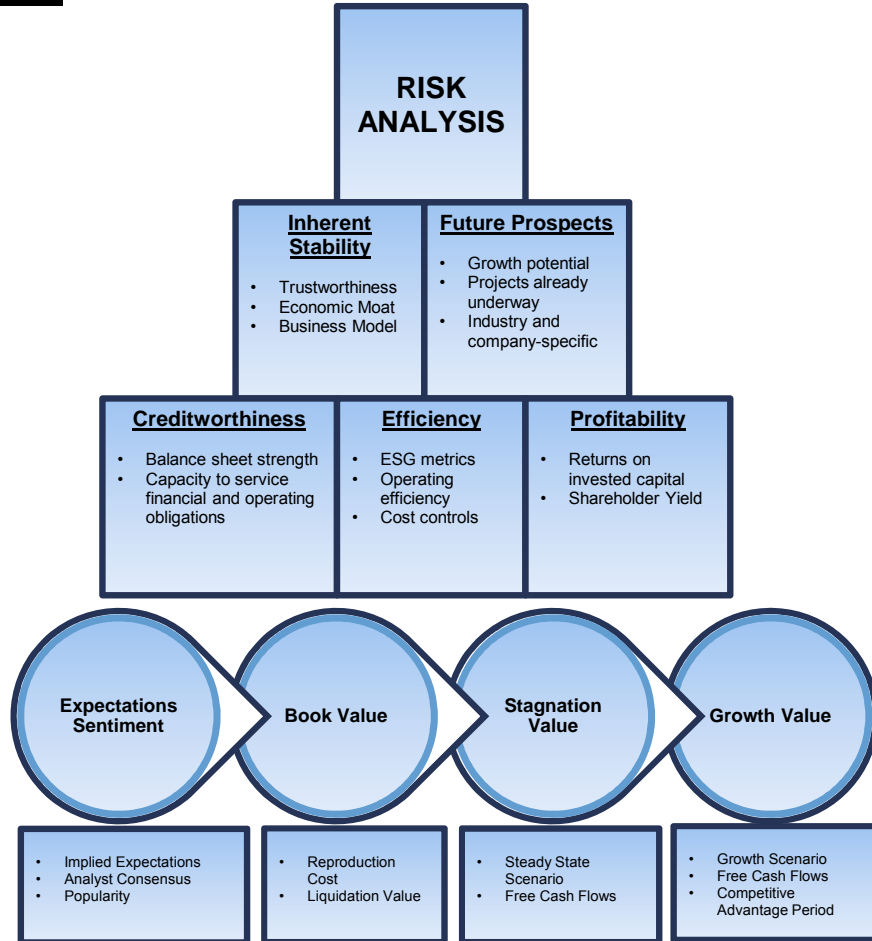 RISK
ANALYSIS
Inherent
Stability
• Trustworthiness
• Economic Moat
• Business Model
Future Prospects
• Growth potential
• Projects already
underway
• Industry and
company-specific
Creditworthiness
• Balance sheet strength
• Capacity to service
financial and operating
obligations
Efficiency
• ESG metrics
• Operating
efficiency
• Cost controls
Profitability
• Returns on
invested capital
• Shareholder Yield
Expectations
Sentiment
Book Value
Stagnation
Value
Growth Value
• Implied Expectations
• Analyst Consensus
• Popularity
• Reproduction
Cost
• Liquidation Value
• Steady State
Scenario
• Free Cash Flows
• Growth Scenario
• Free Cash Flows
• Competitive
Advantage Period